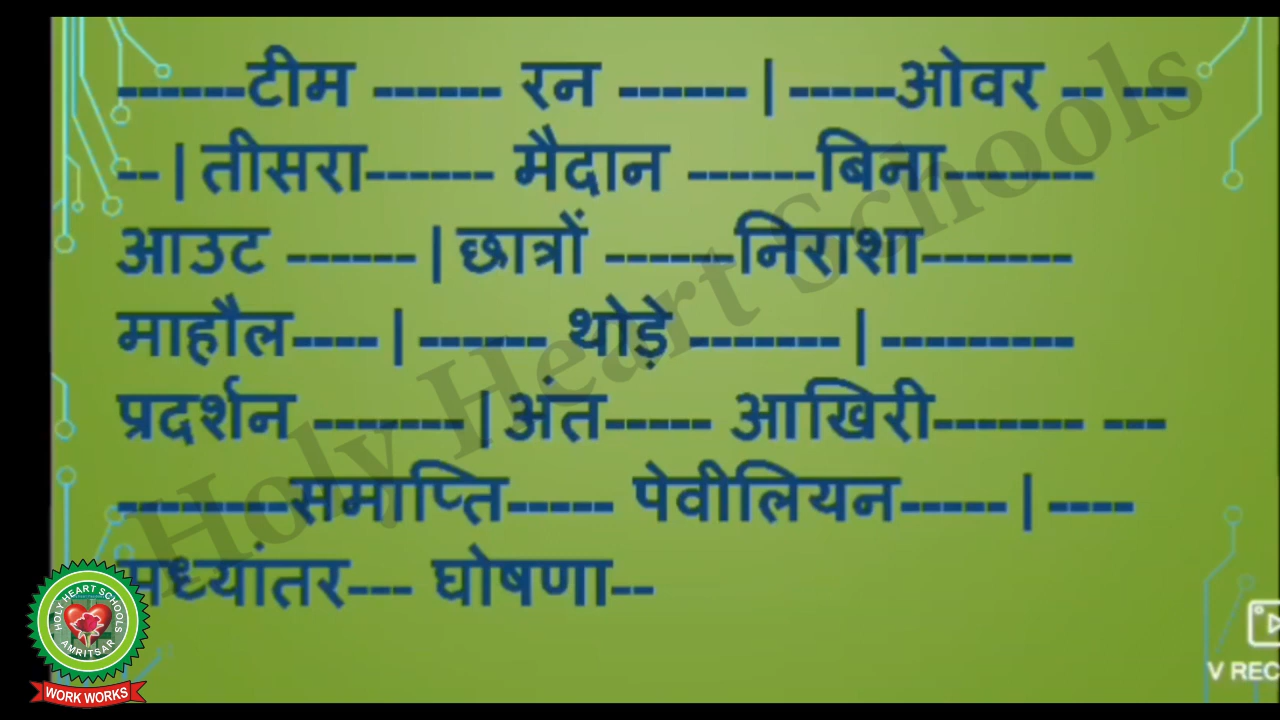 ------टीम ------ रन ------|-----ओवर -- ---
--|तीसरा------ मैदान ------बिना-------
आउट ------|छात्रों ------निराशा-------
माहौल----|------ थोड़े -------|---------
प्रदर्शन -------|अंत----- आखिरी------- ---
--------समाप्ति----- पेवीलियन-----|----
मध्यांतर--- घोषणा--
Holy Heart Schools
HOLY HEART SCHOOLS
AMRITSAR
WORK WORKS
V REC